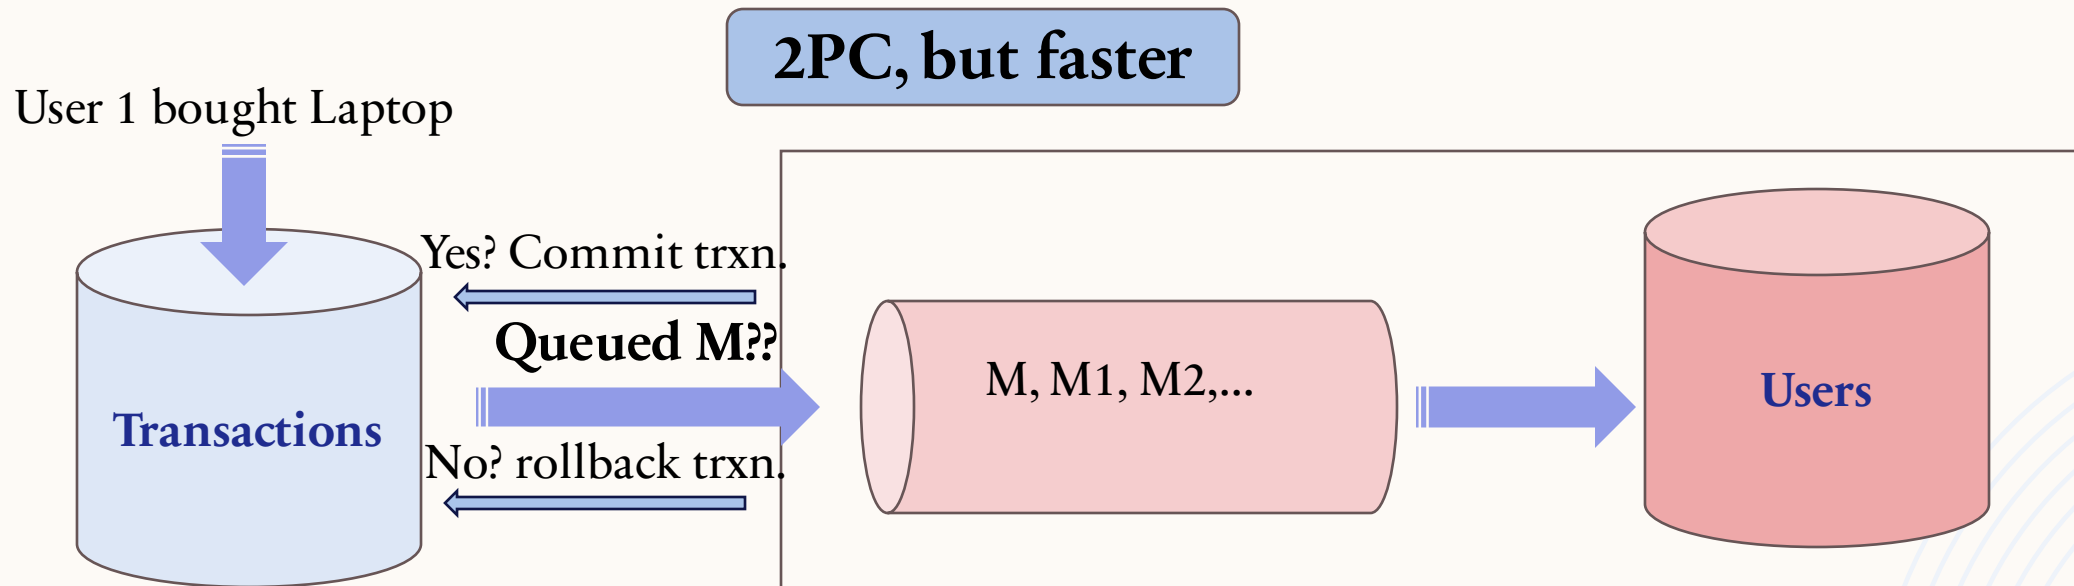 2PC, but faster
User 1 bought Laptop
Yes? Commit trxn.
Queued M??
M, M1, M2,...
Users
Transactions
No? rollback trxn.